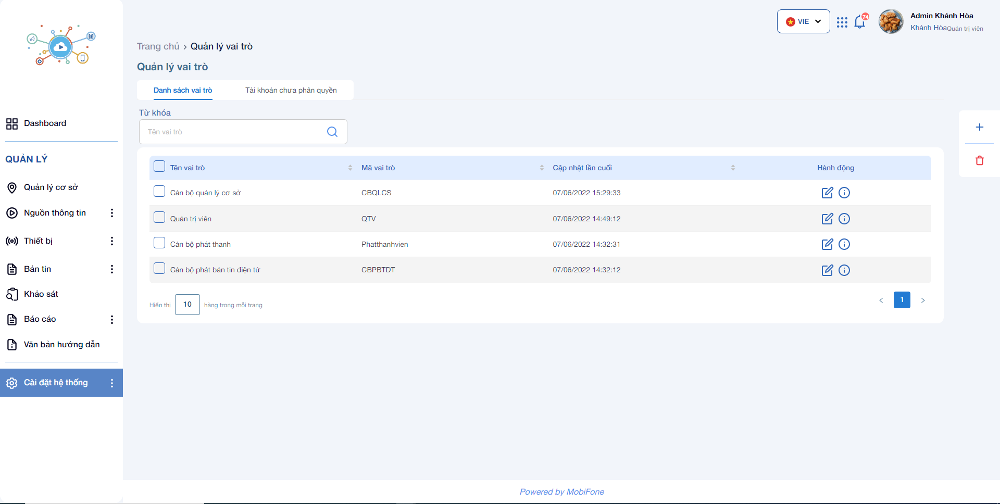 VIE
74
Admin Khánh Hòa
Khánh Hòa Quản trị viên
Trang chủ › Quản lý vai trò
Quản lý vai trò
Danh sách vai trò
Tài khoản chưa phân quyền
Từ khóa
Tên vai trò
Dashboard
QUẢN LÝ
Quản lý cơ sở
Nguồn thông tin
Thiết bị
Bản tin
Khảo sát
Báo cáo
Văn bản hướng dẫn
Cài đặt hệ thống
Tên vai trò Mã vai trò Cập nhật lần cuối Hành động
Cán bộ quản lý cơ sở CBQLCS 07/06/2022 15:29:33
Quản trị viên QTV 07/06/2022 14:49:12
Cán bộ phát thanh Phatthanhvien 07/06/2022 14:32:31
Cán bộ phát bản tin điện tử CBPBTDT 07/06/2022 14:32:12
Hiển thị 10 hàng trong mỗi trang
< 1 >
Powered by MobiFone